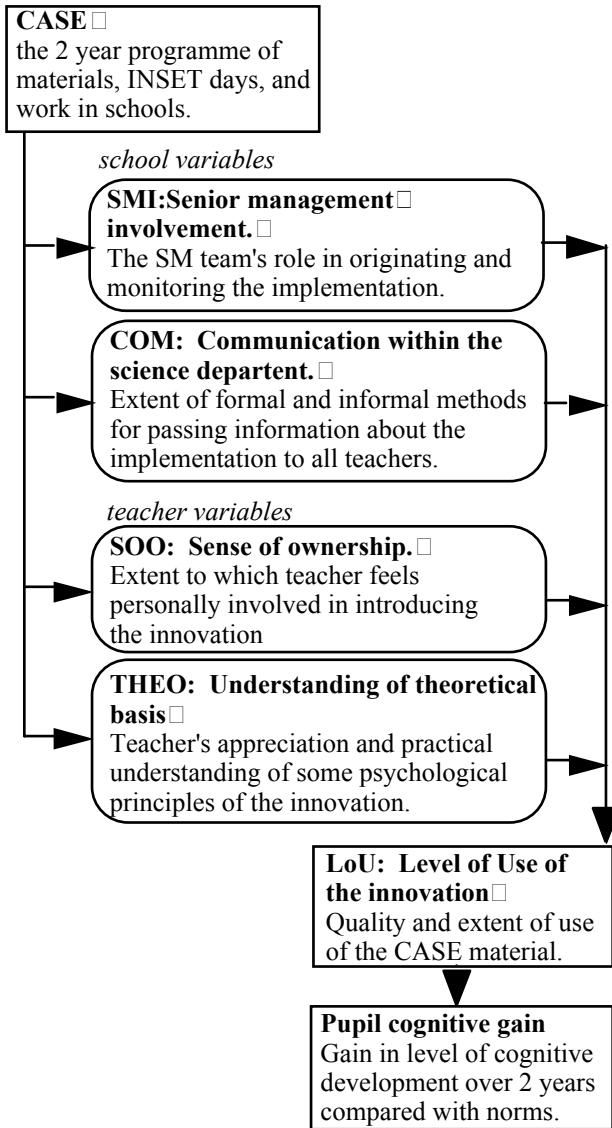 CASE□
the 2 year programme of
materials, INSET days, and
work in schools.
school variables
SMI:Senior management□
involvement.□
The SM team's role in originating and
monitoring the implementation.
COM:  Communication within the
science departent.□
Extent of formal and informal methods
for passing information about the
implementation to all teachers.
teacher variables
SOO:  Sense of ownership.□
Extent to which teacher feels
personally involved in introducing
the innovation
THEO:  Understanding of theoretical
basis□
Teacher's appreciation and practical
understanding of some psychological
principles of the innovation.
LoU:  Level of Use of
the innovation□
Quality and extent of use
of the CASE material.
Pupil cognitive gain
Gain in level of cognitive
development over 2 years
compared with norms.